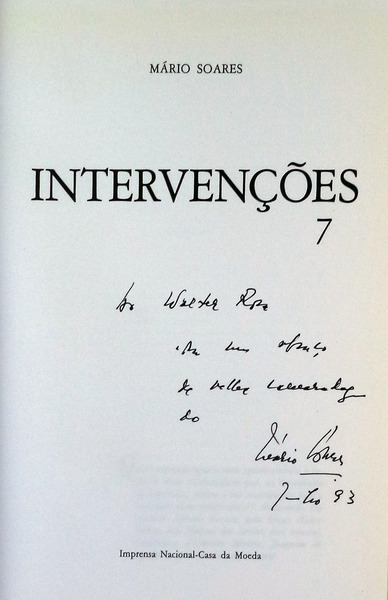 MÁRIO SOARES
INTERVENÇÕES
7
Ao Walter Rosa
com um abraço
de velha camaradagem
do
Mário Soares
93
Imprensa Nacional-Casa da Moeda